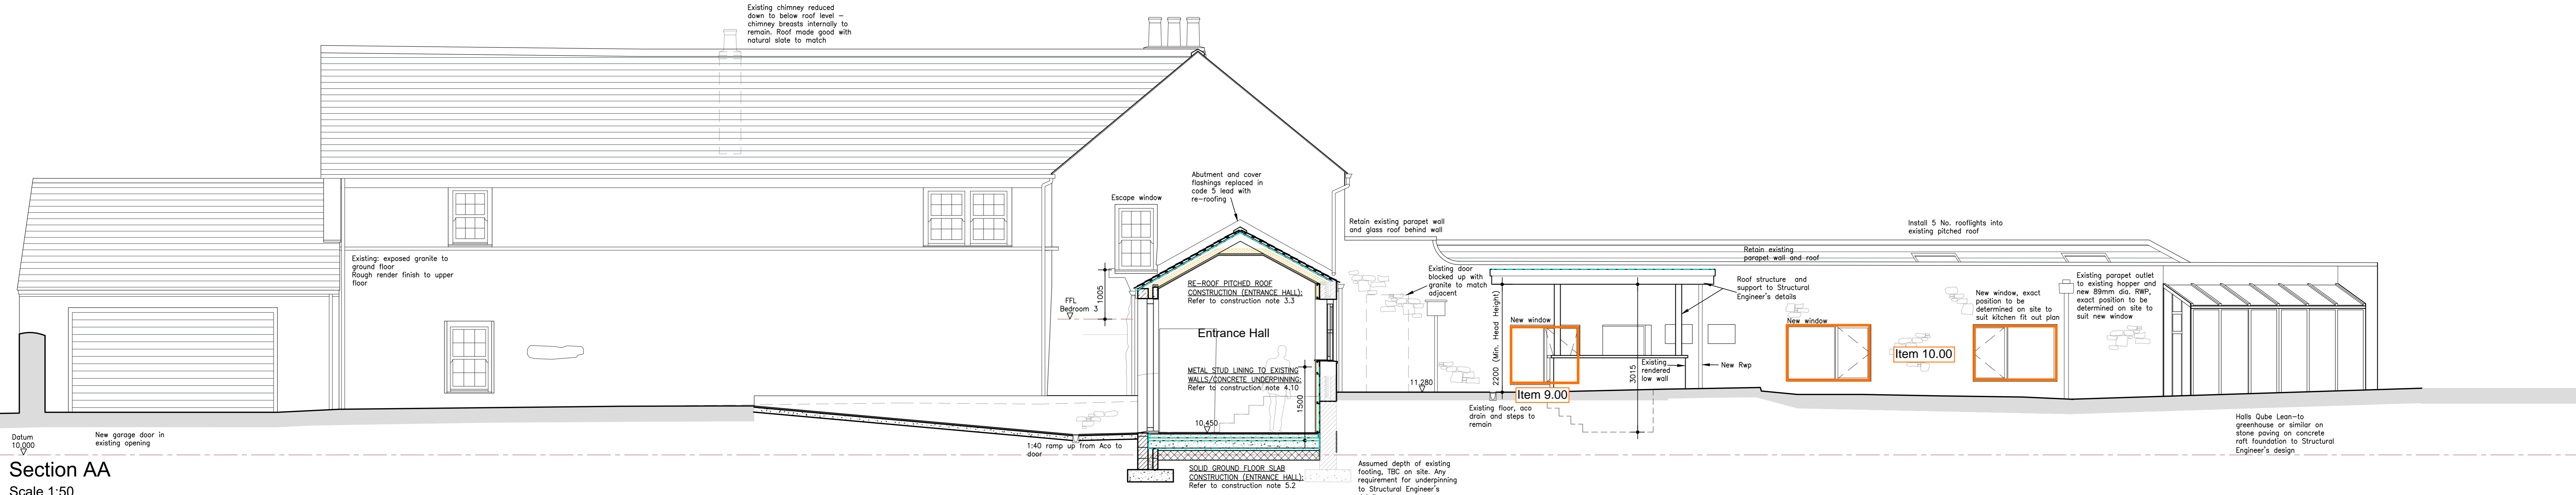 Existing chimney reduced
down to below roof level –
chimney breasts internally to
remain. Roof made good with
natural slate to match
Abutment and cover
flashings replaced in
code 5 lead with
re-roofing
Escape window
Retain existing parapet wall
and glass roof behind wall
Install 5 No. rooflights into
existing pitched roof
Retain existing
parapet wall and roof
Existing: exposed granite to
ground floor
Rough render finish to upper
floor
FFL
Bedroom 3
1005
RE-ROOF PITCHED ROOF
CONSTRUCTION (ENTRANCE HALL):
Refer to construction note 3.3
Existing door
blocked up with
granite to match
adjacent
Roof structure and
support to Structural
Engineer's details
New window, exact
position to be
determined on site to
suit kitchen fit out plan
Existing parapet outlet
to existing hopper and
new 89mm dia. RWP,
exact position to be
determined on site to
suit new window
New window
New window
Entrance Hall
Item 10.00
METAL STUD LINING TO EXISTING
WALLS/CONCRETE UNDERPINNING:
Refer to construction note 4.10
1500
11.280
2200 (Min. Head Height)
3015
Existing
rendered
low wall
New Rwp
Item 9.00
Existing floor, aco
drain and steps to
remain
10.450
Halls Qube Lean-to
greenhouse or similar on
stone paving on concrete
raft foundation to Structural
Engineer's design
Datum
10.000
New garage door in
existing opening
1:40 ramp up from Aco to
door
SOLID GROUND FLOOR SLAB
CONSTRUCTION (ENTRANCE HALL):
Refer to construction note 5.2
Assumed depth of existing
footing, TBC on site. Any
requirement for underpinning
to Structural Engineer's
Section AA
Scale 1:50